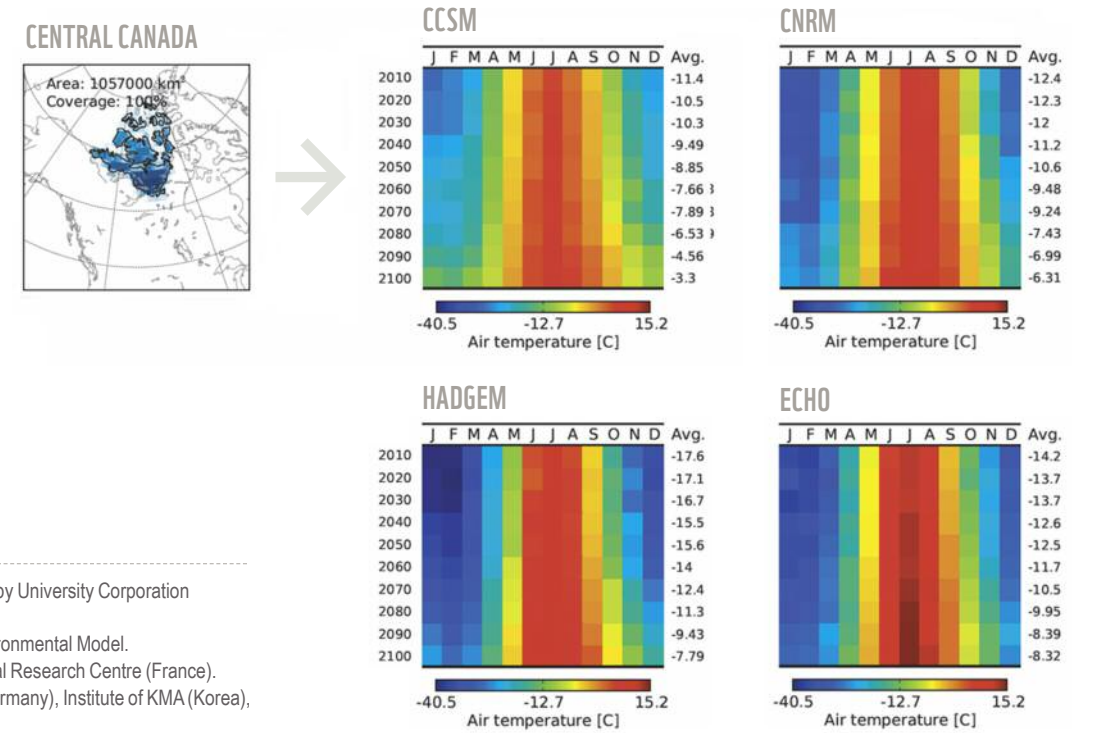 CENTRAL CANADA
Area: 1057000 km²
Coverage: 100%
CCSM
J F M A M J J A S O N D Avg.
2010 -11.4
2020 -10.5
2030 -10.3
2040 -9.49
2050 -8.85
2060 -7.66
2070 -7.89
2080 -6.53
2090 -4.56
2100 -3.3
-40.5 -12.7 15.2
Air temperature [C]
CNRM
J F M A M J J A S O N D Avg.
-12.4
-12.3
-12
-11.2
-10.6
-9.48
-9.24
-7.43
-6.99
-6.31
-40.5 -12.7 15.2
Air temperature [C]
HADGEM
J F M A M J J A S O N D Avg.
2010 -17.6
2020 -17.1
2030 -16.7
2040 -15.5
2050 -15.6
2060 -14
2070 -12.4
2080 -11.3
2090 -9.43
2100 -7.79
-40.5 -12.7 15.2
Air temperature [C]
ECHO
J F M A M J J A S O N D Avg.
-14.2
-13.7
-13.7
-12.6
-12.5
-11.7
-10.5
-9.95
-8.39
-8.32
-40.5 -12.7 15.2
Air temperature [C]
by University Corporation
ronmental Model.
al Research Centre (France).
ermany), Institute of KMA (Korea),